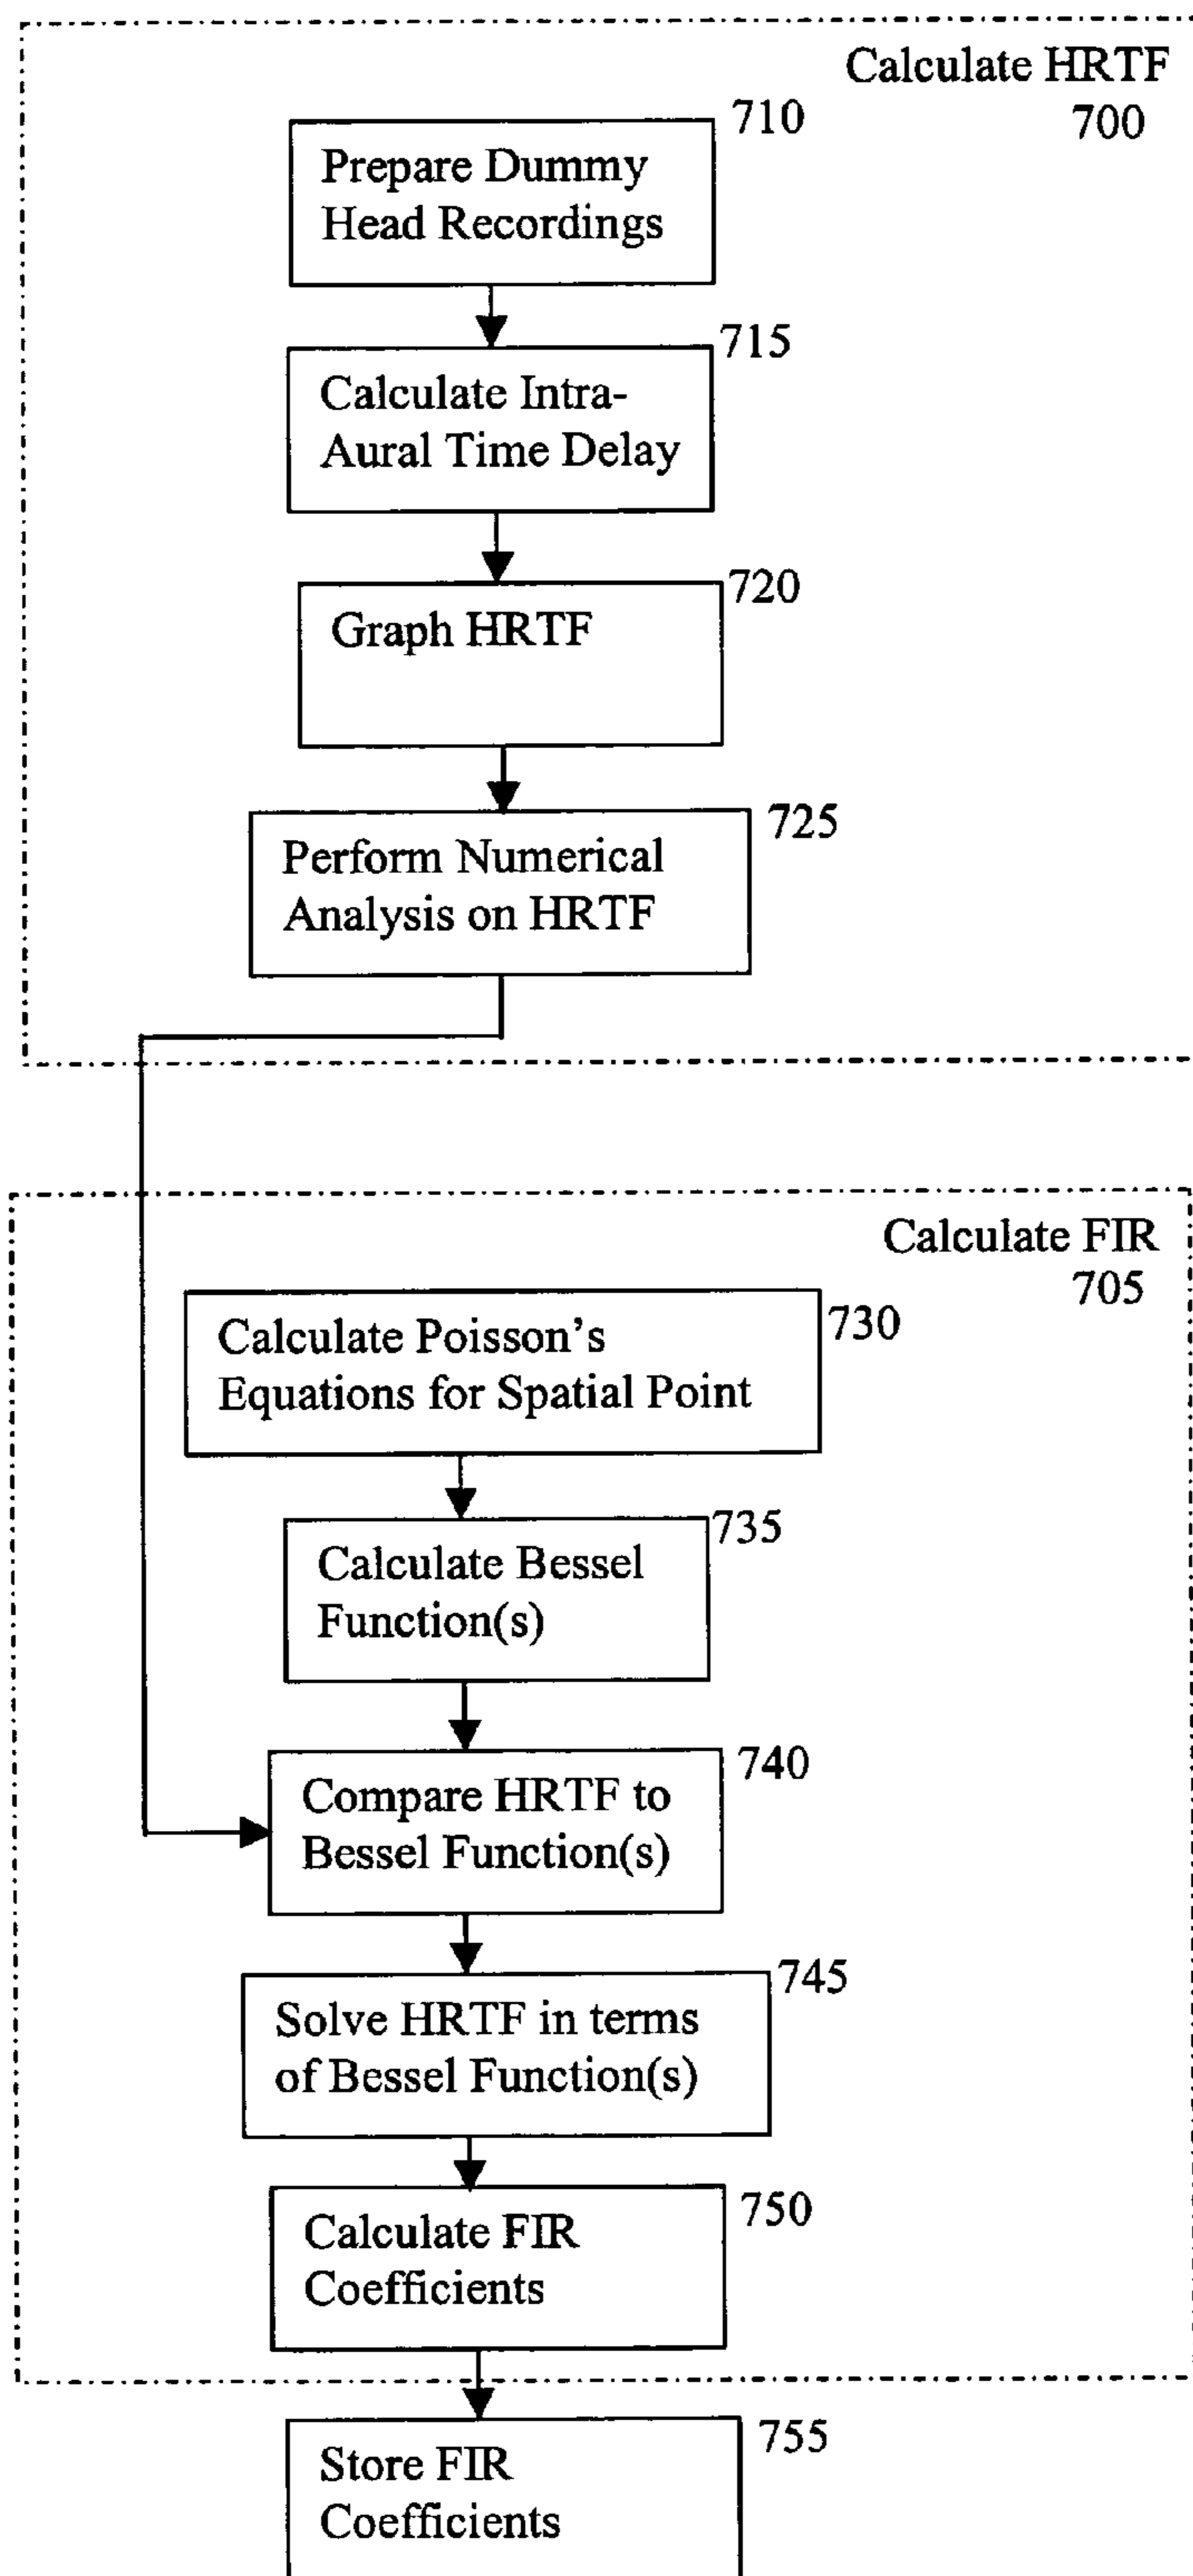 Calculate HRTF
700
710
Prepare Dummy
Head Recordings
715
Calculate Intra-
Aural Time Delay
720
Graph HRTF
725
Perform Numerical
Analysis on HRTF
Calculate FIR
705
730
Calculate Poisson's
Equations for Spatial Point
735
Calculate Bessel
Function(s)
740
Compare HRTF to
Bessel Function(s)
745
Solve HRTF in terms
of Bessel Function(s)
750
Calculate FIR
Coefficients
755
Store FIR
Coefficients